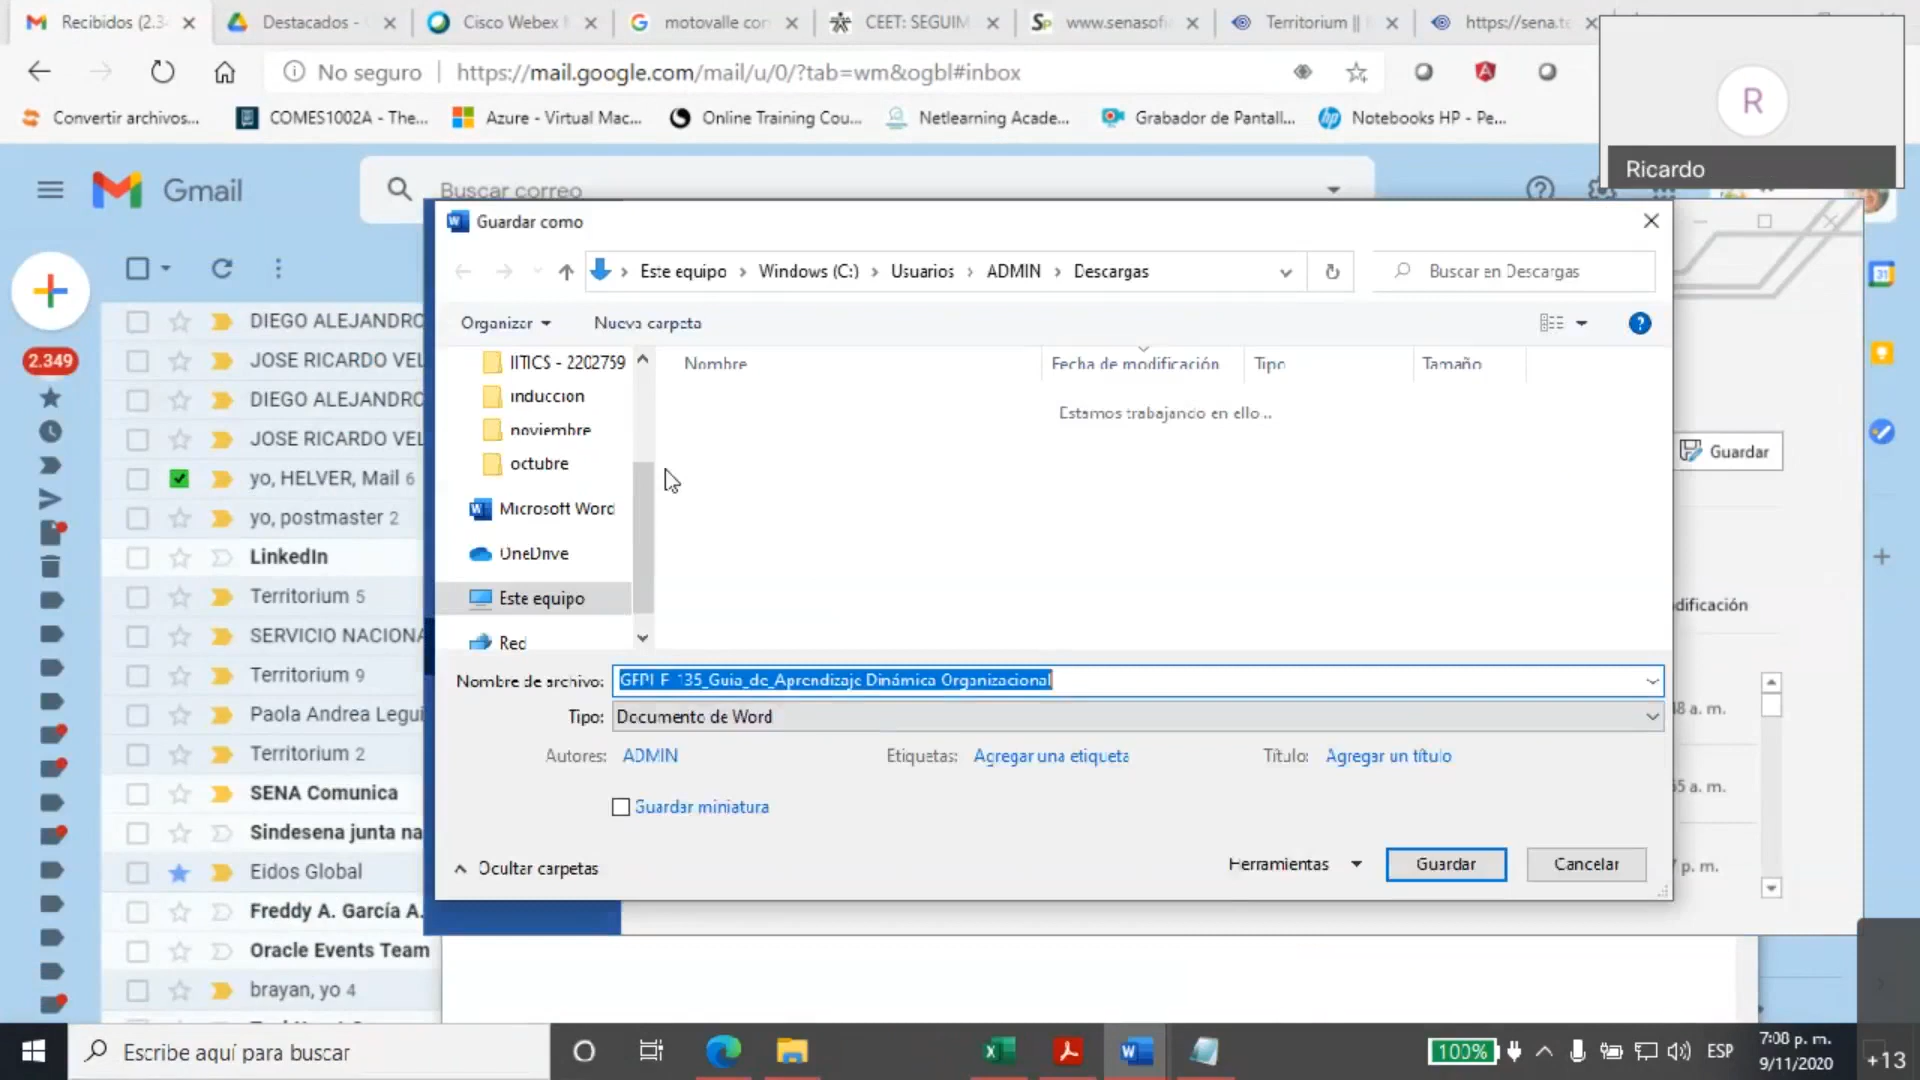 Recibidos (2.34
Destacados -
Cisco Webex
motovalle con
CEET: SEGUIM
www.senasofi
Territorium ||
https://sena.te
No seguro
https://mail.google.com/mail/u/0/?tab=wm&ogbl#inbox
Convertir archivos...
COMES1002A - The...
Azure - Virtual Mac...
Online Training Cou...
Netlearning Acade...
Grabador de Pantall...
Notebooks HP - Pe...
R
Ricardo
Gmail
Buscar correo
Guardar como
Este equipo
Windows (C:)
Usuarios
ADMIN
Descargas
Buscar en Descargas
Organizar
Nueva carpeta
IITICS - 2202759
induccion
noviembre
octubre
Microsoft Word
OneDrive
Este equipo
Red
Nombre
Fecha de modificación
Tipo
Tamaño
Estamos trabajando en ello...
Nombre de archivo:
GFPI-F-135_Guia_de_Aprendizaje Dinámica Organizacional
Tipo:
Documento de Word
Autores:
ADMIN
Etiquetas:
Agregar una etiqueta
Título:
Agregar un título
Guardar miniatura
Ocultar carpetas
Herramientas
Guardar
Cancelar
2.349
DIEGO ALEJANDRO
JOSE RICARDO VEL
DIEGO ALEJANDRO
JOSE RICARDO VEL
yo, HELVER, Mail 6
yo, postmaster 2
LinkedIn
Territorium 5
SERVICIO NACIONA
Territorium 9
Paola Andrea Legui
Territorium 2
SENA Comunica
Sindesena junta na
Eidos Global
Freddy A. García A.
Oracle Events Team
brayan, yo 4
Guardar
dificación
8 a. m.
5 a. m.
p. m.
31
Escribe aquí para buscar
100%
ESP
7:08 p. m.
9/11/2020
+13